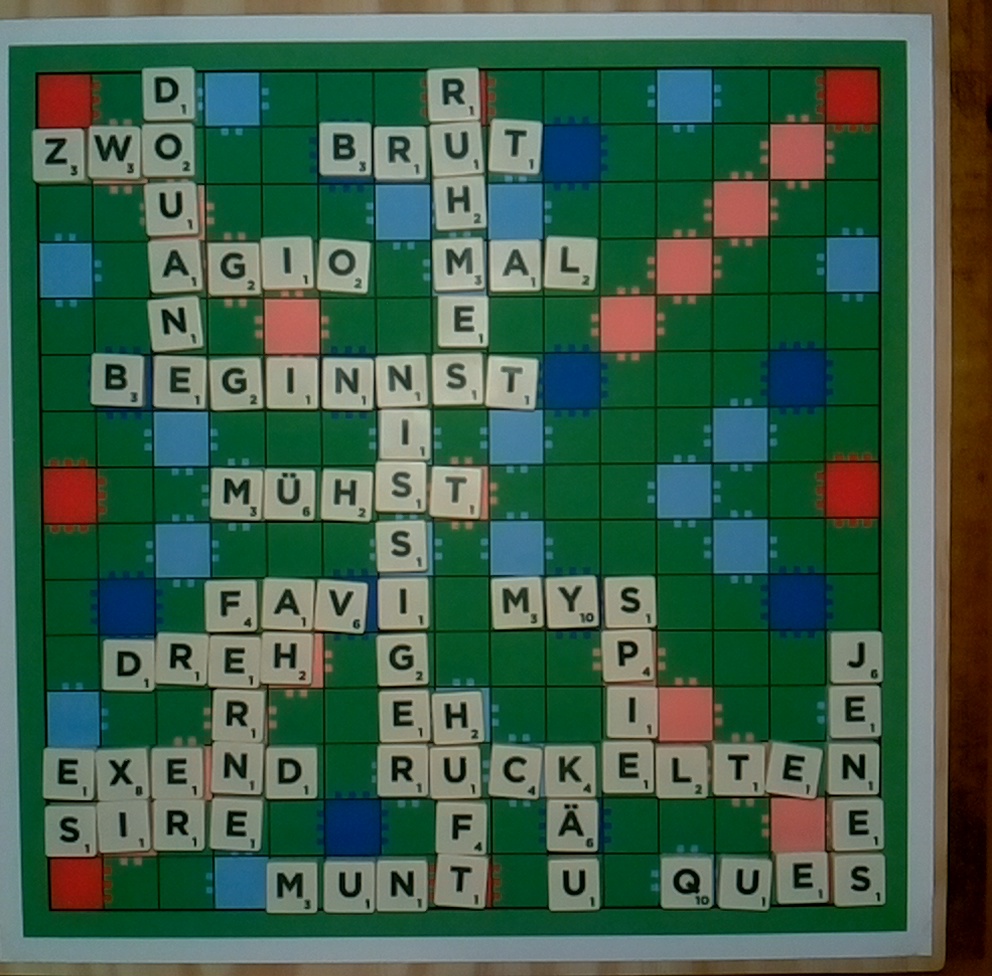 D R
ZWO BRUT
U H
AGIO MAL
N E
BEGINNST
I
MÜHST
S
FAVI MYS
DREH G P J
R EH I E
EXEND RUCKELTEN
SIRE F Ä E
MUNT U QUES